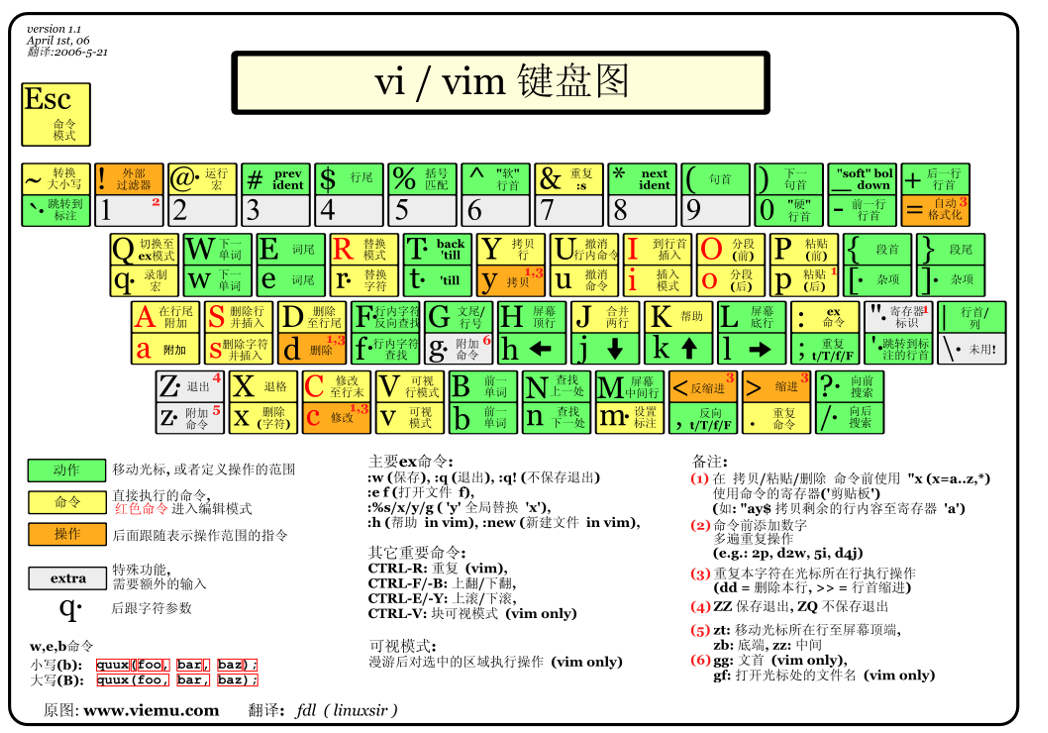 version 1.1
April 1st, 06
翻译:2006-5-21
vi / vim 键盘图
Esc
命令
模式
~ 转换
大小写
! 外部
过滤器
@· 运行
宏
# prev
ident
$ 行尾
% 括号
匹配
^ "软"
行首
& 重复
:s
* next
ident
( 句首
) 下一
句首
"soft" bol
_ down
+ 后一行
行首
`· 跳转到
标注
1 2
2
3
4
5
6
7
8
9
0 "硬"
行首
- 前一行
行首
= 自动3
格式化
Q 切换至
ex模式
W 下一
单词
E 词尾
R 替换
模式
T· back
'till
Y 拷贝
行
U 撤消
行内命令
I 到行首
插入
O 分段
(前)
P 粘贴
(前)
{ 段首
} 段尾
q· 录制
宏
w 下一
单词
e 词尾
r· 替换
字符
t· 'till
y 拷贝 1,3
u 撤消
命令
i 插入
模式
o 分段
(后)
p 粘贴 1
(后)
[· 杂项
]· 杂项
A 在行尾
附加
S 删除行
并插入
D 删除
至行尾
F· 行内字符
反向查找
G 文尾/
行号
H 屏幕
顶行
J 合并
两行
K 帮助
L 屏幕
底行
: ex
命令
"· 寄存器1
标识
| 行首/
列
a 附加
s 删除字符
并插入
d 删除 1,3
f· 行内字符
查找
g· 附加 6
命令
h ←
j ↓
k ↑
l →
; 重复
t/T/f/F
'· 跳转到标
注的行首
\· 未用!
Z· 退出 4
X 退格
C 修改
至行末
V 可视
行模式
B 前一
单词
N 查找
上一处
M 屏幕
中间行
< 反缩进 3
> 缩进 3
?· 向前
搜索
z· 附加 5
命令
x 删除
(字符)
c 修改 1,3
v 可视
模式
b 前一
单词
n 查找
下一处
m· 设置
标注
, 反向
t/T/f/F
. 重复
命令
/· 向后
搜索
动作 移动光标, 或者定义操作的范围
命令 直接执行的命令,
红色命令 进入编辑模式
操作 后面跟随表示操作范围的指令
extra 特殊功能,
需要额外的输入
q· 后跟字符参数
w,e,b命令
小写(b): quux(foo, bar, baz);
大写(B): quux(foo, bar, baz);
原图: www.viemu.com 翻译: fdl ( linuxsir )
主要ex命令:
:w (保存), :q (退出), :q! (不保存退出)
:e f (打开文件 f),
:%s/x/y/g ( 'y' 全局替换 'x'),
:h (帮助 in vim), :new (新建文件 in vim),
其它重要命令:
CTRL-R: 重复 (vim),
CTRL-F/-B: 上翻/下翻,
CTRL-E/-Y: 上滚/下滚,
CTRL-V: 块可视模式 (vim only)
可视模式:
漫游后对选中的区域执行操作 (vim only)
备注:
(1) 在 拷贝/粘贴/删除 命令前使用 "x (x=a..z,*)
使用命令的寄存器('剪贴板')
(如: "ay$ 拷贝剩余的行内容至寄存器 'a')
(2) 命令前添加数字
多遍重复操作
(e.g.: 2p, d2w, 5i, d4j)
(3) 重复本字符在光标所在行执行操作
(dd = 删除本行, >> = 行首缩进)
(4) ZZ 保存退出, ZQ 不保存退出
(5) zt: 移动光标所在行至屏幕顶端,
zb: 底端, zz: 中间
(6) gg: 文首 (vim only),
gf: 打开光标处的文件名 (vim only)